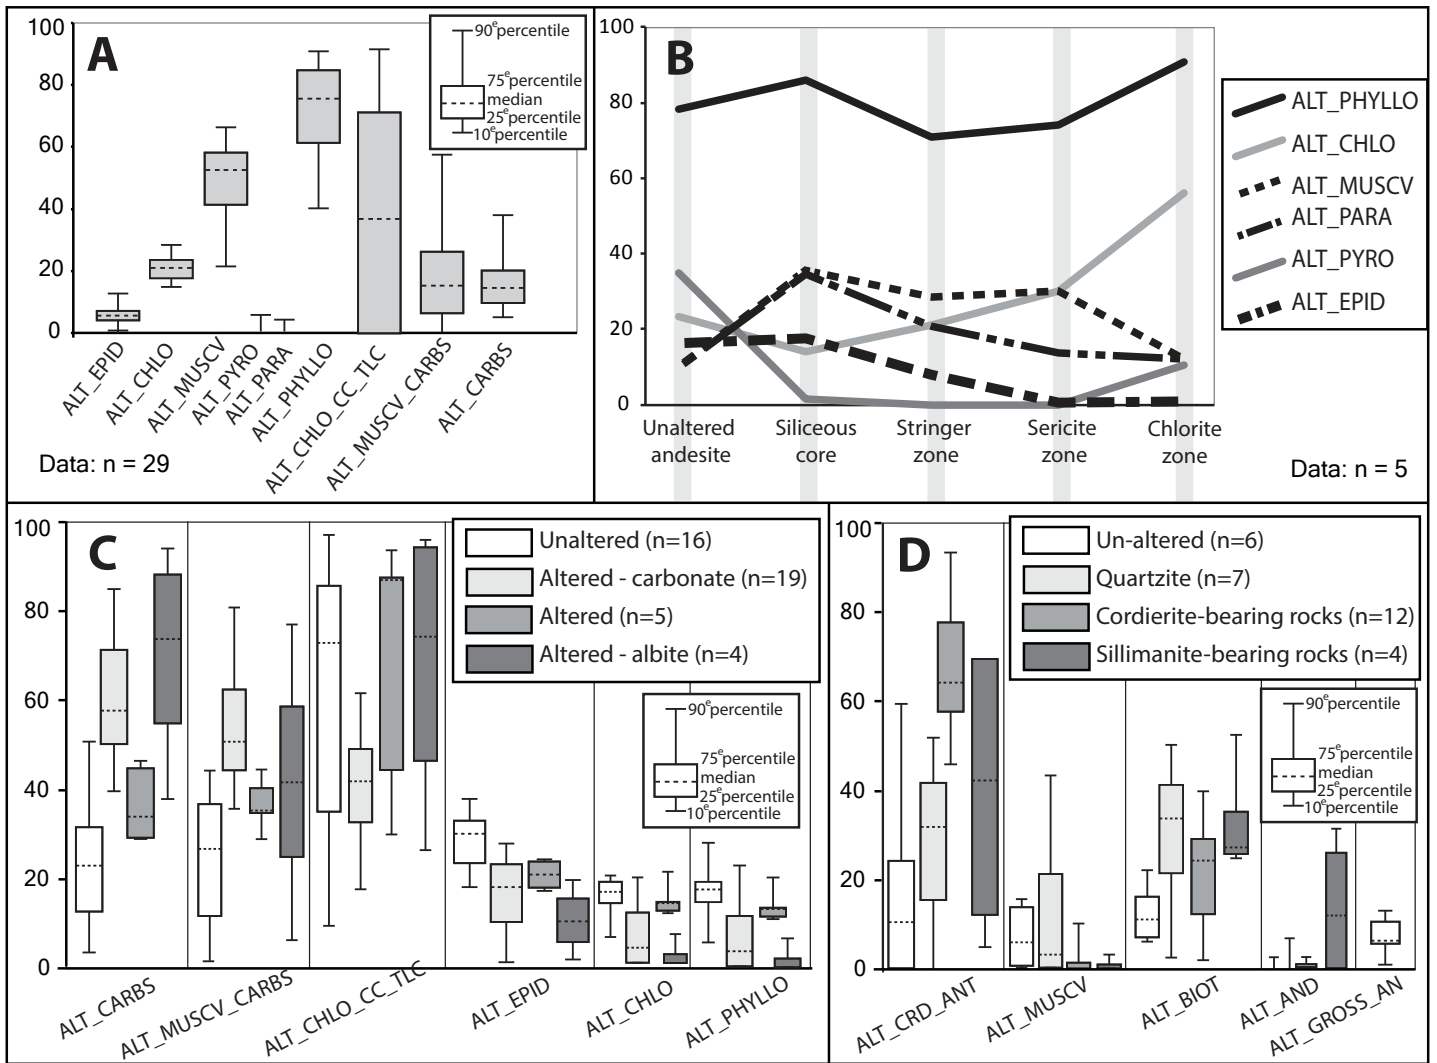 A
100
80
60
40
20
0
90e percentile
75e percentile
median
25e percentile
10e percentile
ALT_EPID
ALT_CHLO
ALT_MUSCV
ALT_PYRO
ALT_PARA
ALT_PHYLLO
ALT_CHLO_CC_TLC
ALT_MUSCV_CARBS
ALT_CARBS
Data: n = 29
B
100
80
60
40
20
0
Unaltered
andesite
Siliceous
core
Stringer
zone
Sericite
zone
Chlorite
zone
Data: n = 5
ALT_PHYLLO
ALT_CHLO
ALT_MUSCV
ALT_PARA
ALT_PYRO
ALT_EPID
C
100
80
60
40
20
0
Unaltered (n=16)
Altered - carbonate (n=19)
Altered (n=5)
Altered - albite (n=4)
90e percentile
75e percentile
median
25e percentile
10e percentile
ALT_CARBS
ALT_MUSCV_CARBS
ALT_CHLO_CC_TLC
ALT_EPID
ALT_CHLO
ALT_PHYLLO
D
100
80
60
40
20
0
Un-altered (n=6)
Quartzite (n=7)
Cordierite-bearing rocks (n=12)
Sillimanite-bearing rocks (n=4)
90e percentile
75e percentile
median
25e percentile
10e percentile
ALT_CRD_ANT
ALT_MUSCV
ALT_BIOT
ALT_AND
ALT_GROSS_AN